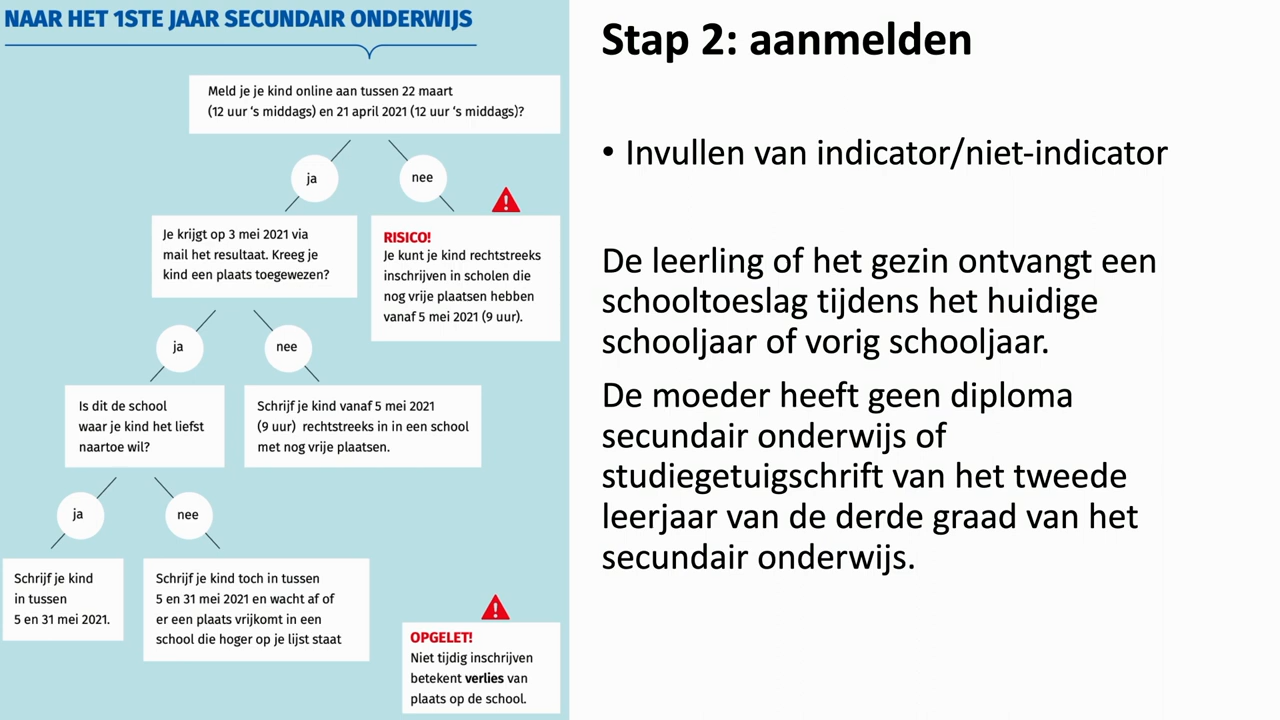 NAAR HET 1STE JAAR SECUNDAIR ONDERWIJS
Meld je je kind online aan tussen 22 maart
(12 uur ‘s middags) en 21 april 2021 (12 uur ‘s middags)?
ja
nee
Je krijgt op 3 mei 2021 via
mail het resultaat. Kreeg je
kind een plaats toegewezen?
RISICO!
Je kunt je kind rechtstreeks
inschrijven in scholen die
nog vrije plaatsen hebben
vanaf 5 mei 2021 (9 uur).
ja
nee
Is dit de school
waar je kind het liefst
naartoe wil?
Schrijf je kind vanaf 5 mei 2021
(9 uur) rechtstreeks in in een school
met nog vrije plaatsen.
ja
nee
Schrijf je kind
in tussen
5 en 31 mei 2021.
Schrijf je kind toch in tussen
5 en 31 mei 2021 en wacht af of
er een plaats vrijkomt in een
school die hoger op je lijst staat
OPGELET!
Niet tijdig inschrijven
betekent verlies van
plaats op de school.
Stap 2: aanmelden
• Invullen van indicator/niet-indicator
De leerling of het gezin ontvangt een
schooltoeslag tijdens het huidige
schooljaar of vorig schooljaar.
De moeder heeft geen diploma
secundair onderwijs of
studiegetuigschrift van het tweede
leerjaar van de derde graad van het
secundair onderwijs.